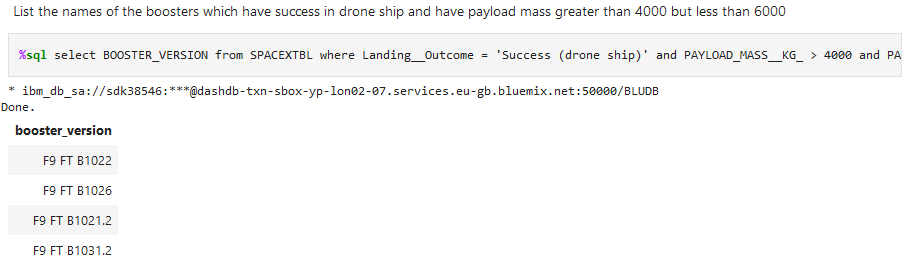 List the names of the boosters which have success in drone ship and have payload mass greater than 4000 but less than 6000
%sql select BOOSTER_VERSION from SPACEXTBL where Landing__Outcome = 'Success (drone ship)' and PAYLOAD_MASS__KG_ > 4000 and PA
* ibm_db_sa://sdk38546:***@dashdb-txn-sbox-yp-lon02-07.services.eu-gb.bluemix.net:50000/BLUDB
Done.
booster_version
F9 FT B1022
F9 FT B1026
F9 FT B1021.2
F9 FT B1031.2